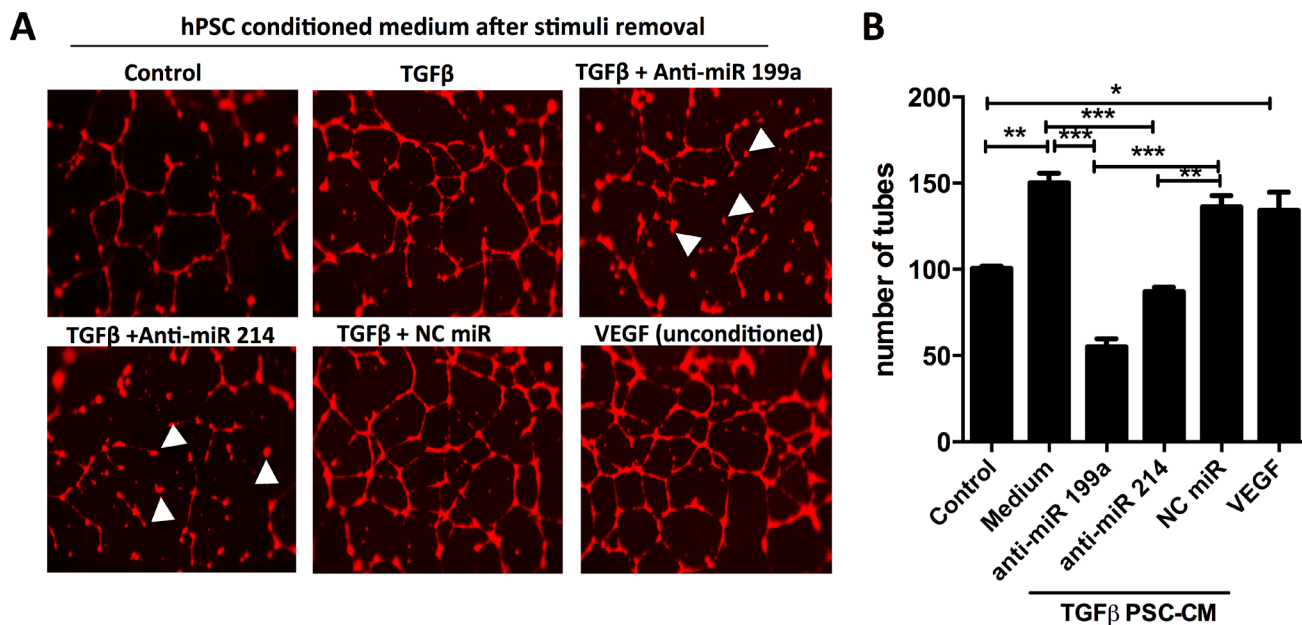 A
hPSC conditioned medium after stimuli removal
Control
TGFβ
TGFβ + Anti-miR 199a
TGFβ +Anti-miR 214
TGFβ + NC miR
VEGF (unconditioned)
B
number of tubes
200
150
100
50
0
*
***
** ***
***
**
Control
Medium
anti-miR 199a
anti-miR 214
NC miR
VEGF
TGFβ PSC-CM